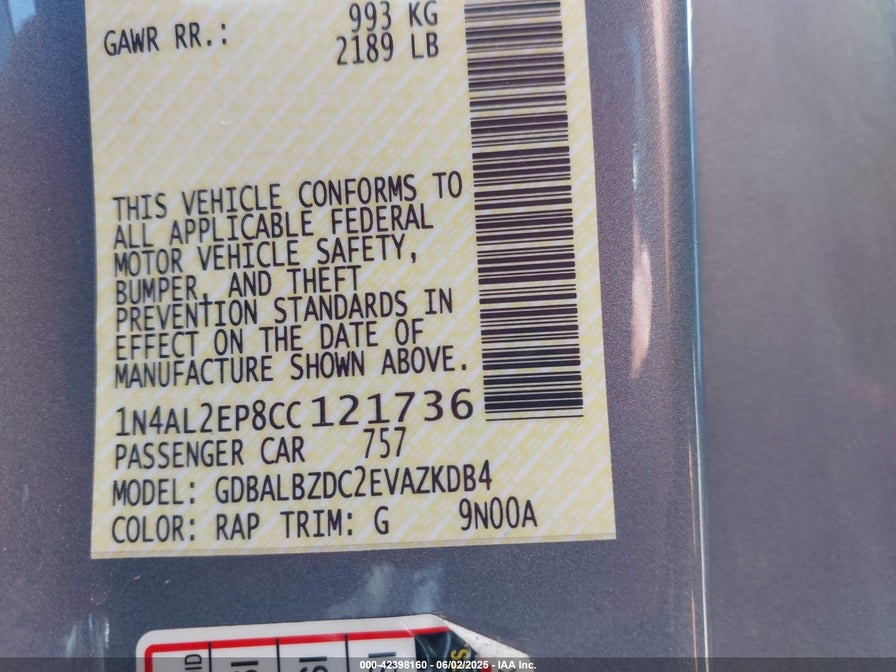 GAWR RR.: 993 KG
2189 LB
THIS VEHICLE CONFORMS TO
ALL APPLICABLE FEDERAL
MOTOR VEHICLE SAFETY,
BUMPER, AND THEFT
PREVENTION STANDARDS IN
EFFECT ON THE DATE OF
MANUFACTURE SHOWN ABOVE.
1N4AL2EP8CC121736
PASSENGER CAR 757
MODEL: GDBALBZDC2EVAZKDB4
COLOR: RAP TRIM: G 9N00A
000-42398160 - 06/02/2025 - IAA Inc.